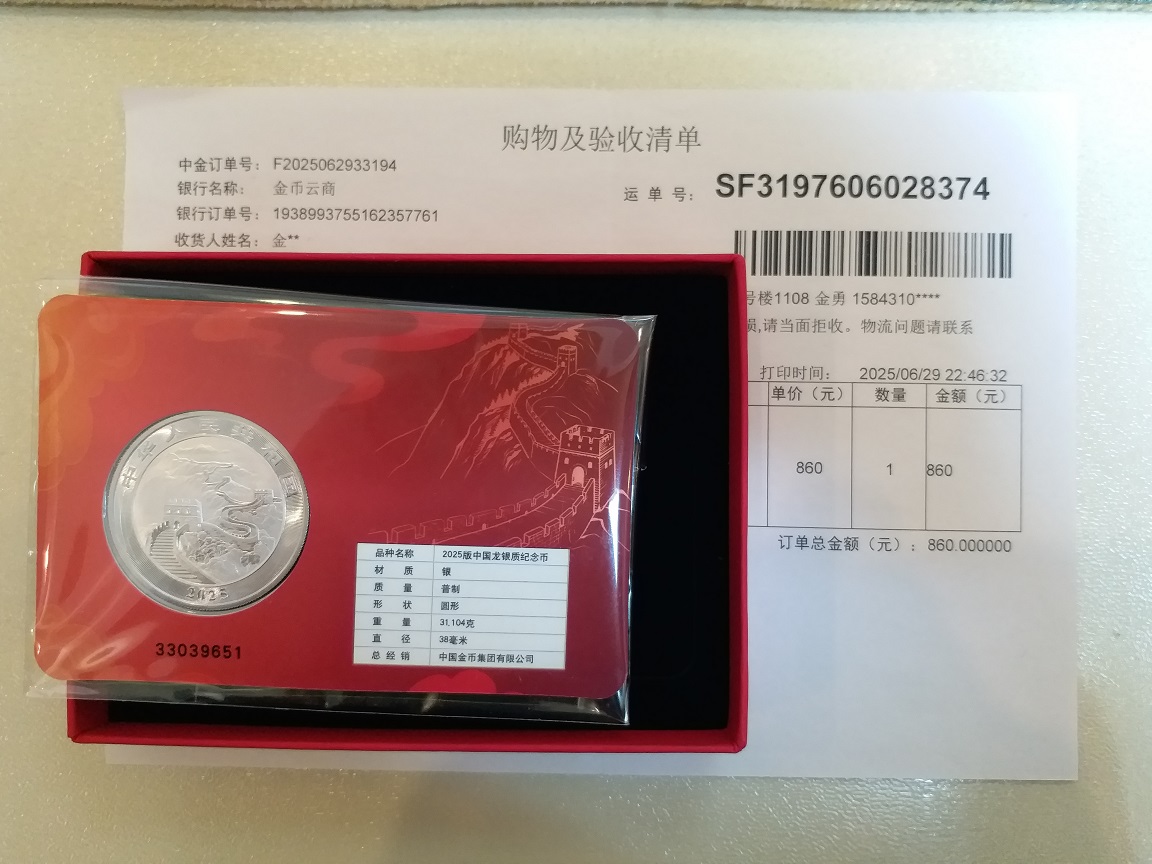 购物及验收清单
中金订单号： F2025062933194
银行名称： 金币云商
银行订单号： 1938993755162357761
收货人姓名： 金**
运 单 号： SF3197606028374
号楼1108 金勇 1584310****
损,请当面拒收。物流问题请联系
打印时间： 2025/06/29 22:46:32
单价（元） 数量 金额（元）
860 1 860
订单总金额（元）： 860.000000
中华人民共和国
2025
33039651
品种名称 2025版中国龙银质纪念币
材 质 银
质 量 普制
形 状 圆形
重 量 31.104克
直 径 38毫米
总 经 销 中国金币集团有限公司